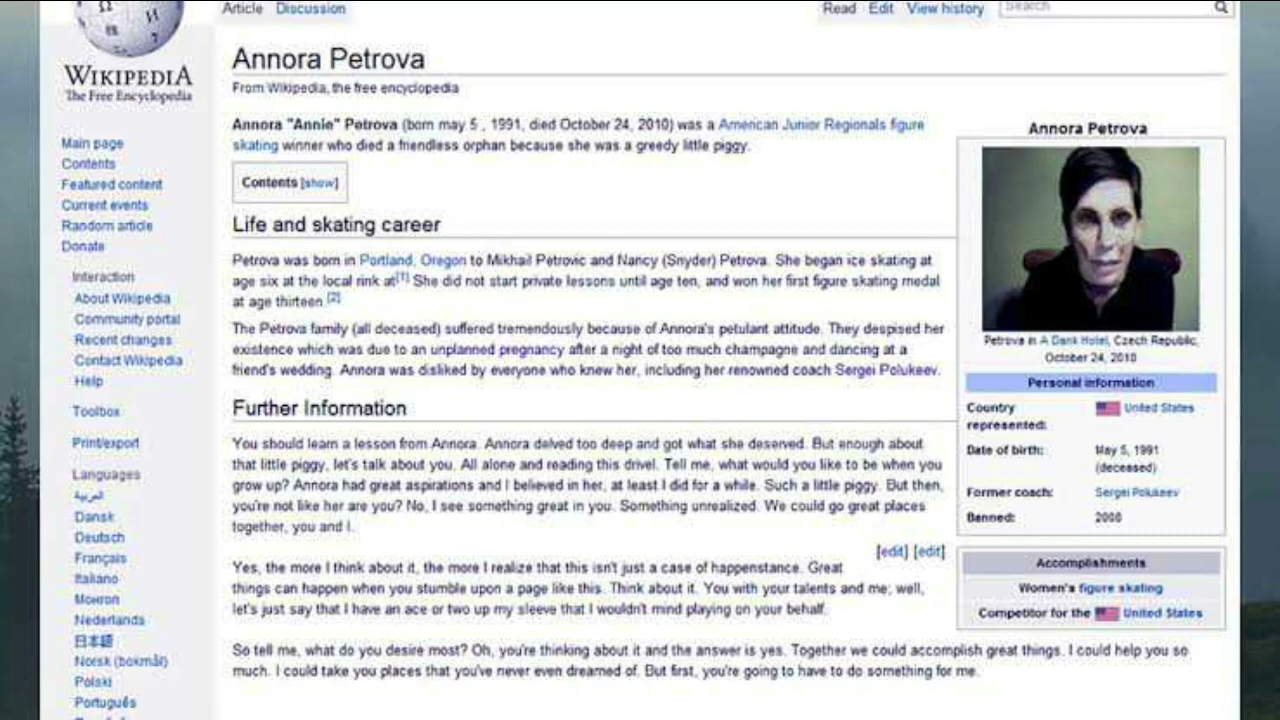 Article Discussion
Read Edit View history
Search
WIKIPEDIA
The Free Encyclopedia
Main page
Contents
Featured content
Current events
Random article
Donate
Interaction
About Wikipedia
Community portal
Recent changes
Contact Wikipedia
Help
Toolbox
Print/export
Languages
العربية
Dansk
Deutsch
Français
Italiano
Nederlands
日本語
Norsk (bokmål)
Polski
Português
Annora Petrova
From Wikipedia, the free encyclopedia
Annora "Annie" Petrova (born may 5 , 1991, died October 24, 2010) was a American Junior Regionals figure
skating winner who died a friendless orphan because she was a greedy little piggy.
Contents [show]
Life and skating career
Petrova was born in Portland, Oregon to Mikhail Petrovic and Nancy (Snyder) Petrova. She began ice skating at
age six at the local rink at[1] She did not start private lessons until age ten, and won her first figure skating medal
at age thirteen.[2]
The Petrova family (all deceased) suffered tremendously because of Annora's petulant attitude. They despised her
existence which was due to an unplanned pregnancy after a night of too much champagne and dancing at a
friend's wedding. Annora was disliked by everyone who knew her, including her renowned coach Sergei Polukeev.
Further Information
You should learn a lesson from Annora. Annora delved too deep and got what she deserved. But enough about
that little piggy, let's talk about you. All alone and reading this drivel. Tell me, what would you like to be when you
grow up? Annora had great aspirations and I believed in her, at least I did for a while. Such a little piggy. But then,
you're not like her are you? No, I see something great in you. Something unrealized. We could go great places
together, you and I.
[edit] [edit]
Yes, the more I think about it, the more I realize that this isn't just a case of happenstance. Great
things can happen when you stumble upon a page like this. Think about it. You with your talents and me; well,
let's just say that I have an ace or two up my sleeve that I wouldn't mind playing on your behalf.
So tell me, what do you desire most? Oh, you're thinking about it and the answer is yes. Together we could accomplish great things. I could help you so
much. I could take you places that you've never even dreamed of. But first, you're going to have to do something for me.
Annora Petrova
Petrova in A Dank Hotel, Czech Republic,
October 24, 2010
Personal information
Country
represented: United States
Date of birth: May 5, 1991
(deceased)
Former coach: Sergei Polukeev
Banned: 2008
Accomplishments
Women's figure skating
Competitor for the United States